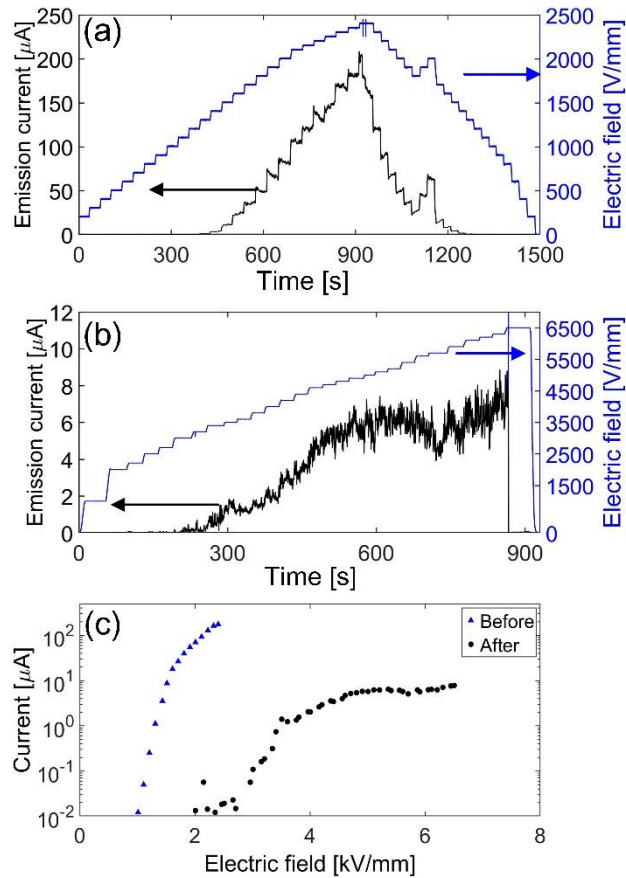 (a)
250
200
150
100
50
0
Emission current [μA]
2500
2000
1500
1000
500
0
Electric field [V/mm]
0 300 600 900 1200 1500
Time [s]
(b)
12
10
8
6
4
2
0
Emission current [μA]
6500
5500
4500
3500
2500
1500
0
Electric field [V/mm]
0 300 600 900
Time [s]
(c)
Before
After
10²
10¹
10⁰
10⁻¹
10⁻²
Current [μA]
0 2 4 6 8
Electric field [kV/mm]